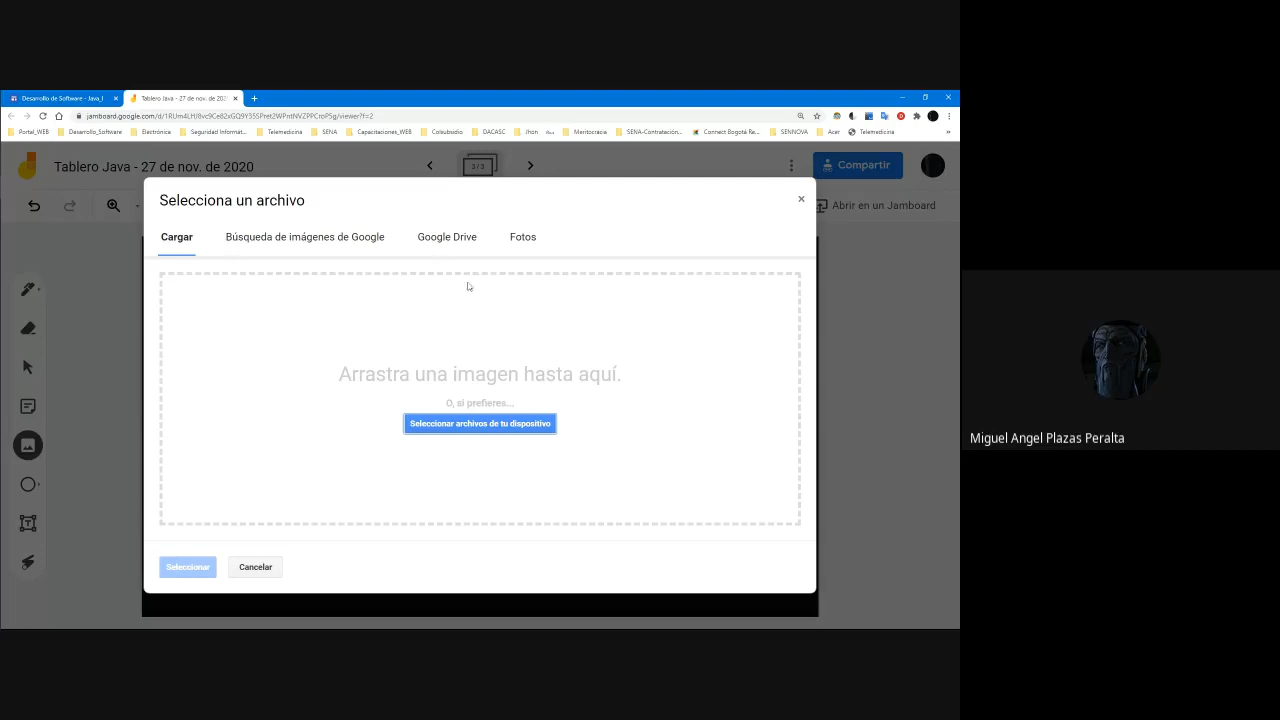 Desarrollo de Software - Java_I
Tablero Java - 27 de nov. de 202
jamboard.google.com/d/1RUm4LHJ8vc9Ce82xGQ9Y35SPret2WPntNVZPPCroPSg/viewer?f=2
Portal_WEB
Desarrollo_Software
Electrónica
Seguridad Informát...
Telemedicina
SENA
Capacitaciones_WEB
Colsubsidio
DACASC
Jhon
Meritocracia
SENA-Contratación...
Connect Bogotá Re...
SENNOVA
Acer
Telemedicina
»
Tablero Java - 27 de nov. de 2020
3 / 3
Compartir
Abrir en un Jamboard
Selecciona un archivo
Cargar
Búsqueda de imágenes de Google
Google Drive
Fotos
Arrastra una imagen hasta aquí.
O, si prefieres...
Seleccionar archivos de tu dispositivo
Seleccionar
Cancelar
Miguel Angel Plazas Peralta